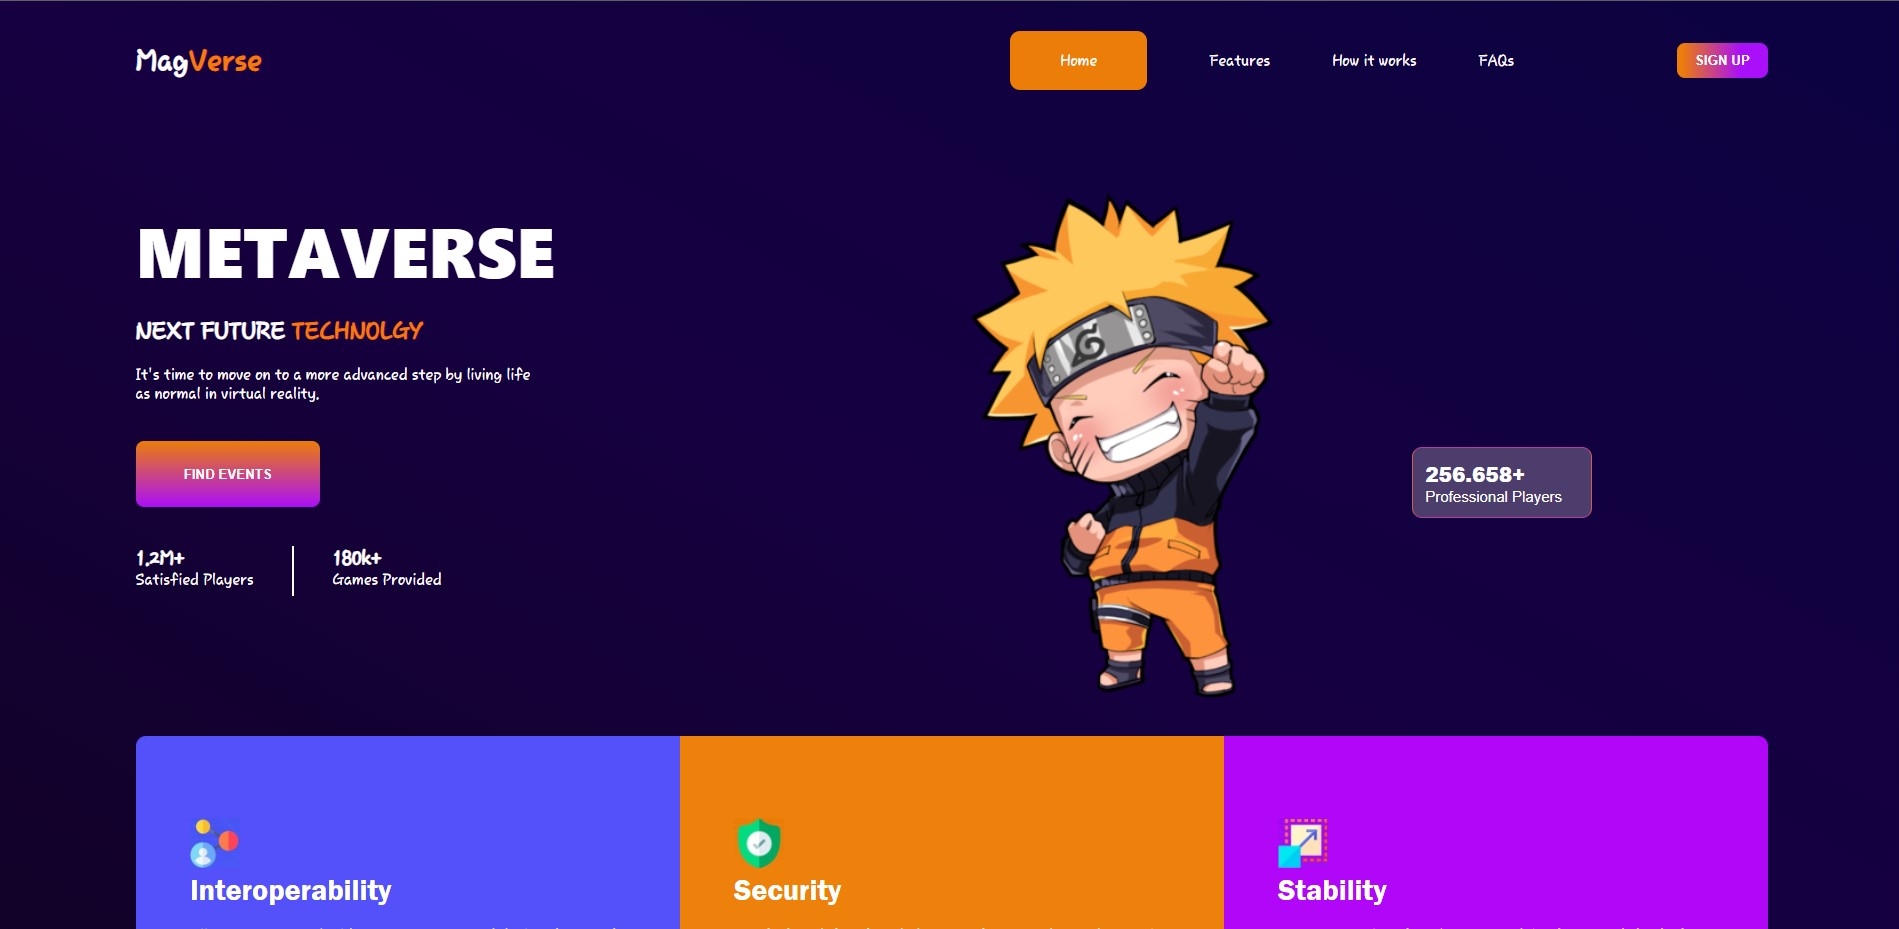 MagVerse
Home
Features
How it works
FAQs
SIGN UP
METAVERSE
NEXT FUTURE TECHNOLGY
It's time to move on to a more advanced step by living life
as normal in virtual reality.
FIND EVENTS
1.2M+
Satisfied Players
180k+
Games Provided
256.658+
Professional Players
Interoperability
Security
Stability